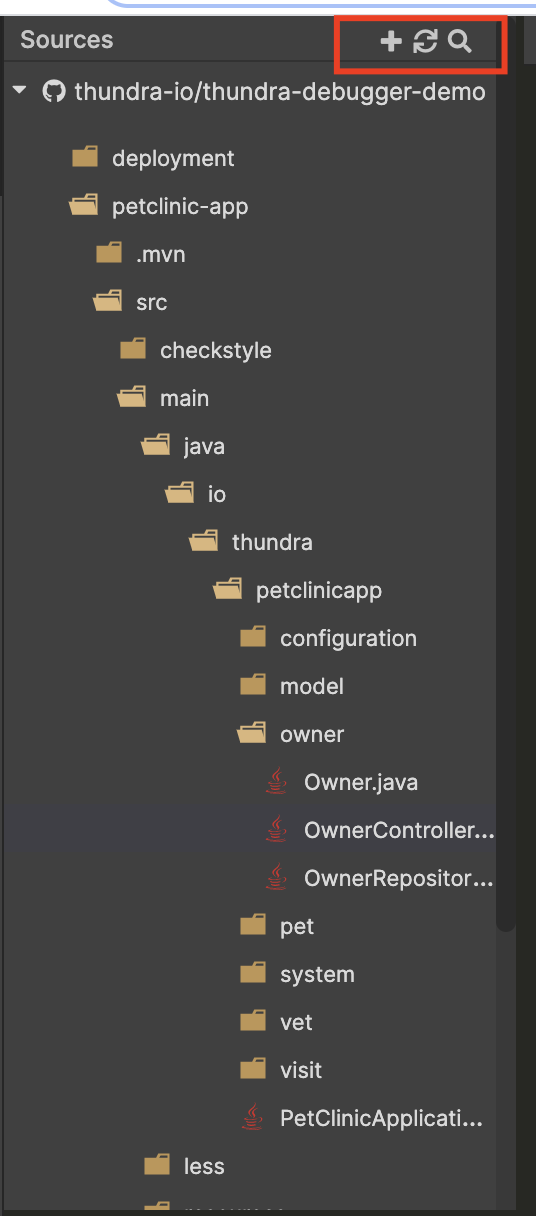 Sources
thundra-io/thundra-debugger-demo
deployment
petclinic-app
.mvn
src
checkstyle
main
java
io
thundra
petclinicapp
configuration
model
owner
Owner.java
OwnerController...
OwnerRepositor...
pet
system
vet
visit
PetClinicApplicati...
less